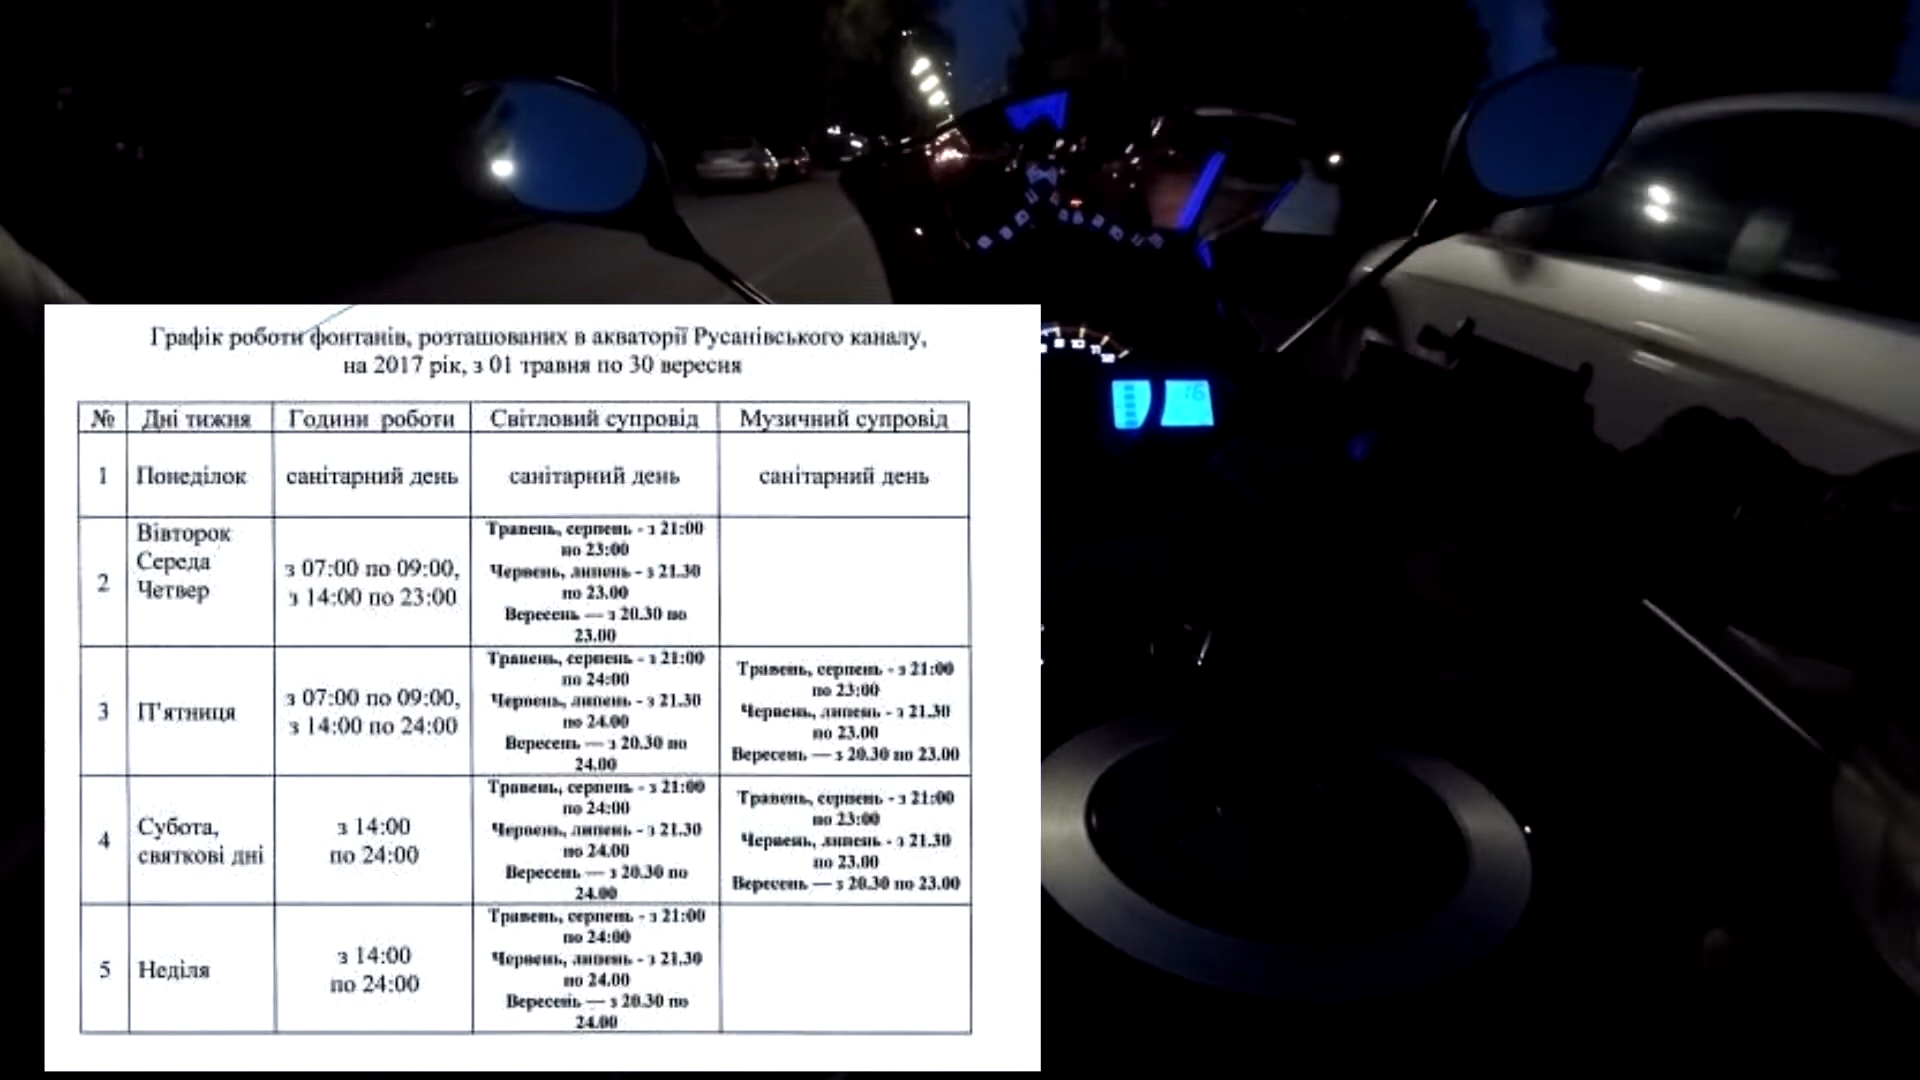 Графік роботи фонтанів, розташованих в акваторії Русанівського каналу,
на 2017 рік, з 01 травня по 30 вересня
№ Дні тижня Години роботи Світловий супровід Музичний супровід
1 Понеділок санітарний день санітарний день санітарний день
2
Вівторок
Середа
Четвер
з 07:00 по 09:00,
з 14:00 по 23:00
Травень, серпень - з 21:00
по 23:00
Червень, липень - з 21.30
по 23.00
Вересень — з 20.30 по
23.00
3 П'ятниця
з 07:00 по 09:00,
з 14:00 по 24:00
Травень, серпень - з 21:00
по 24:00
Червень, липень - з 21.30
по 24.00
Вересень — з 20.30 по
24.00
Травень, серпень - з 21:00
по 23:00
Червень, липень - з 21.30
по 23.00
Вересень — з 20.30 по 23.00
4
Субота,
святкові дні
з 14:00
по 24:00
Травень, серпень - з 21:00
по 24:00
Червень, липень - з 21.30
по 24.00
Вересень — з 20.30 по
24.00
Травень, серпень - з 21:00
по 23:00
Червень, липень - з 21.30
по 23.00
Вересень — з 20.30 по 23.00
5 Неділя
з 14:00
по 24:00
Травень, серпень - з 21:00
по 24:00
Червень, липень - з 21.30
по 24.00
Вересень — з 20.30 по
24.00